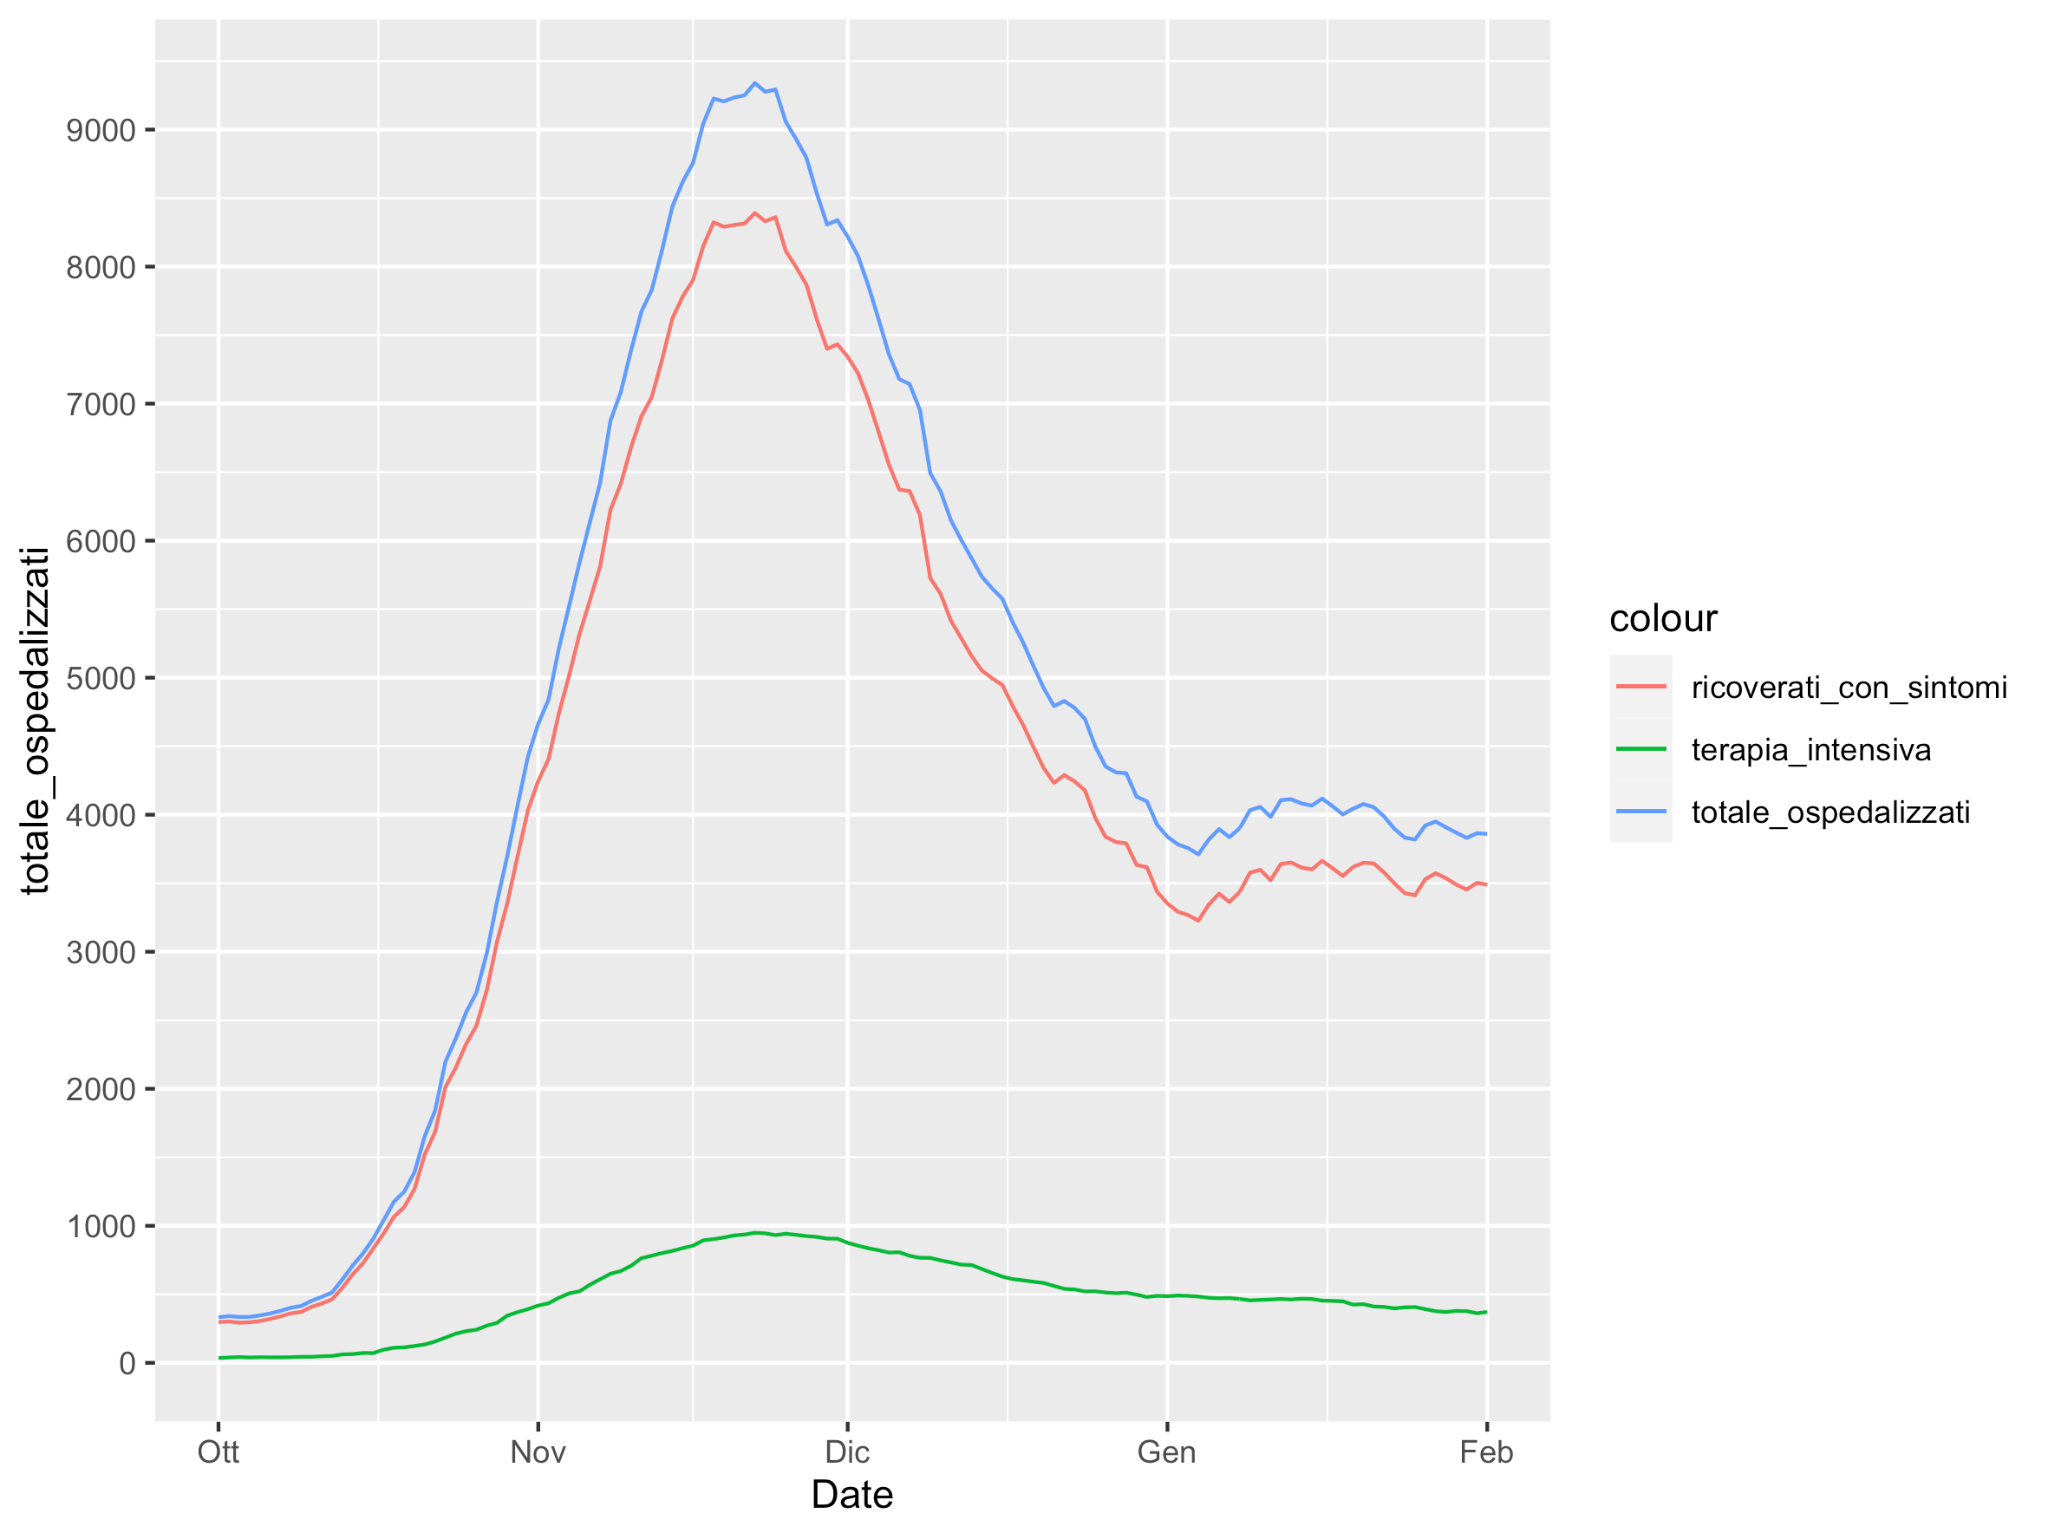 totale_ospedalizzati
9000
8000
7000
6000
5000
4000
3000
2000
1000
0
Ott
Nov
Dic
Gen
Feb
Date
colour
ricoverati_con_sintomi
terapia_intensiva
totale_ospedalizzati